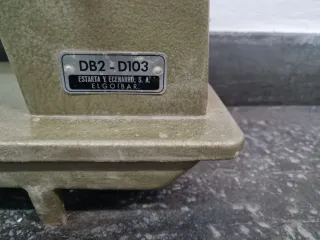 DB2 - D103
ESTARTA Y ECENARRO, S. A.
ELGOIBAR